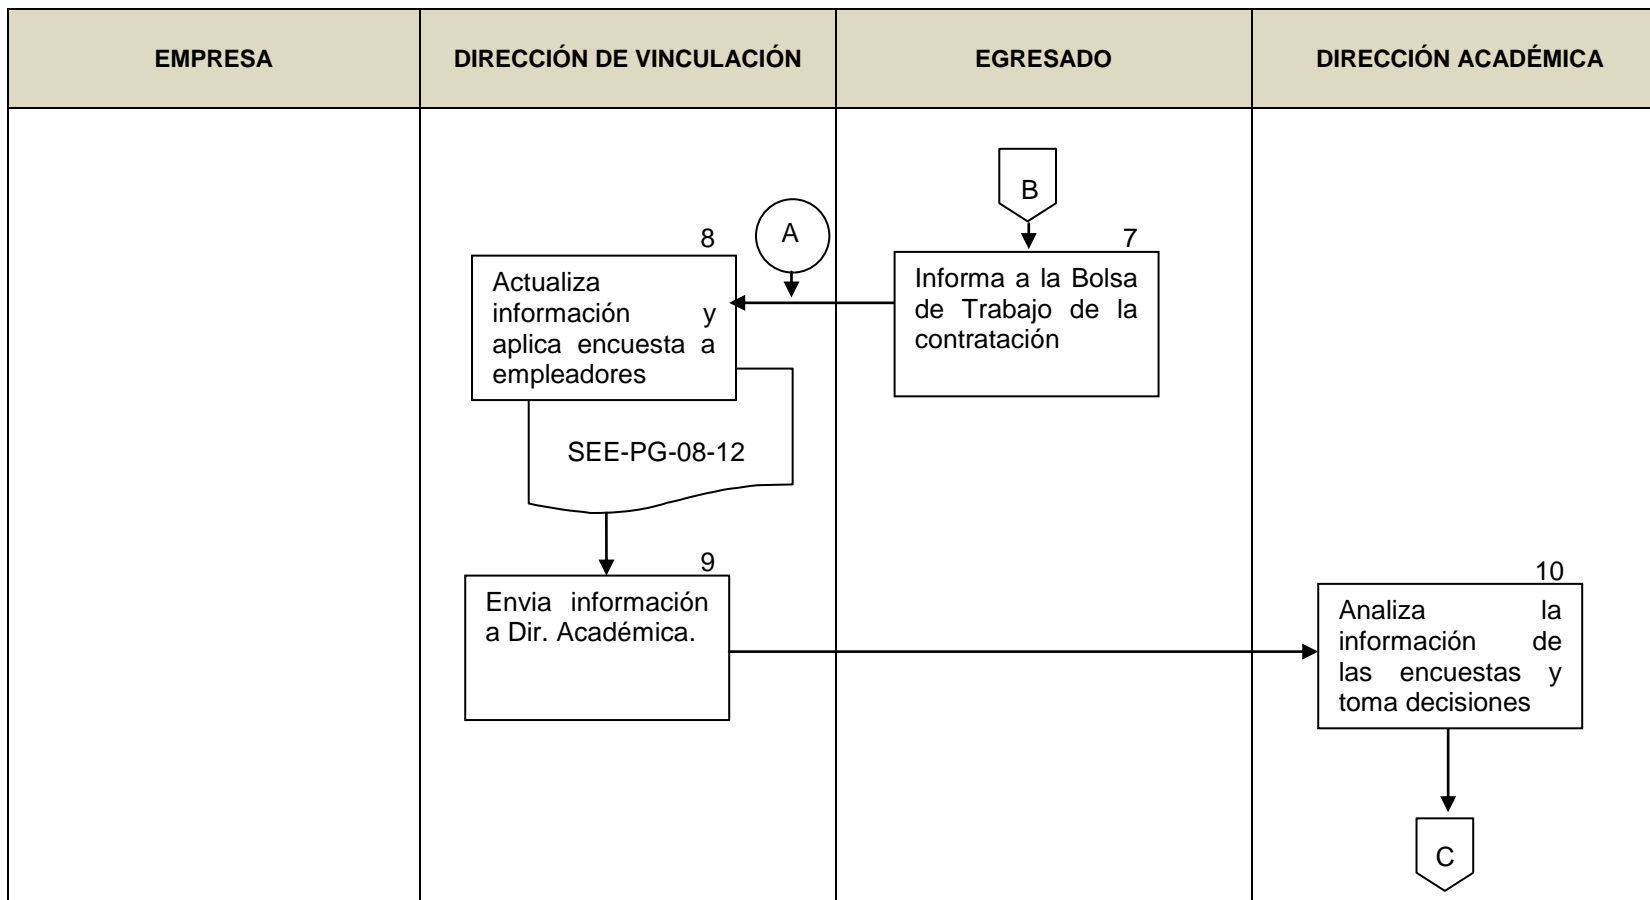 EMPRESA
DIRECCIÓN DE VINCULACIÓN
EGRESADO
DIRECCIÓN ACADÉMICA
B
A
7
Informa a la Bolsa
de Trabajo de la
contratación
8
Actualiza
información y
aplica encuesta a
empleadores
SEE-PG-08-12
9
Envia información
a Dir. Académica.
10
Analiza la
información de
las encuestas y
toma decisiones
C